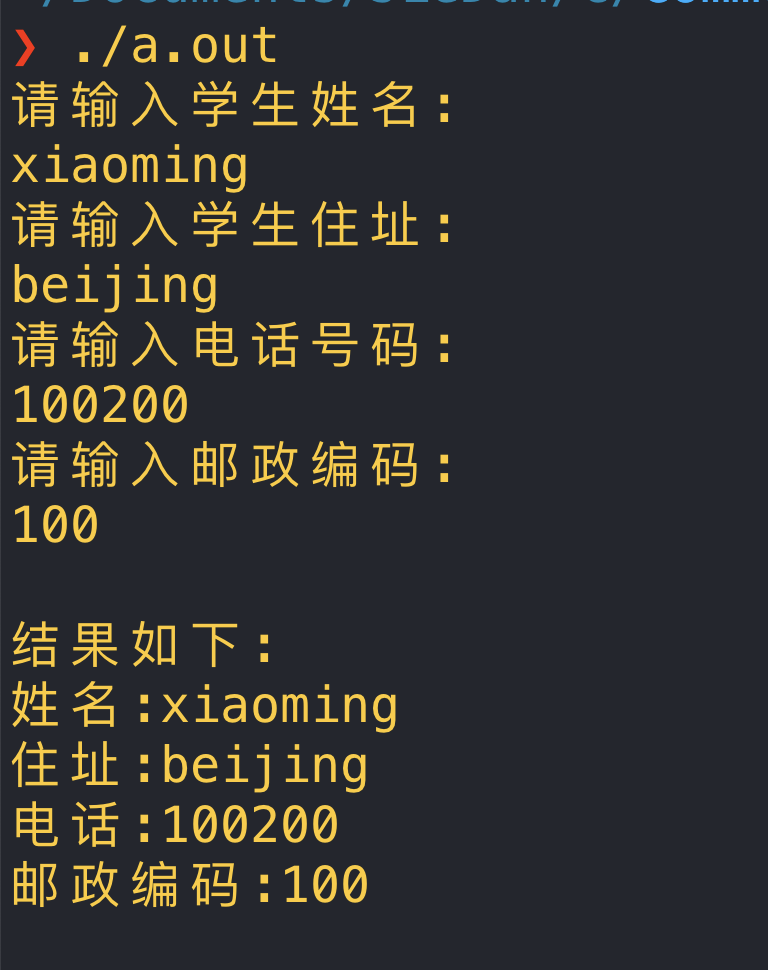 ❯ ./a.out
请输入学生姓名:
xiaoming
请输入学生住址:
beijing
请输入电话号码:
100200
请输入邮政编码:
100
结果如下:
姓名:xiaoming
住址:beijing
电话:100200
邮政编码:100